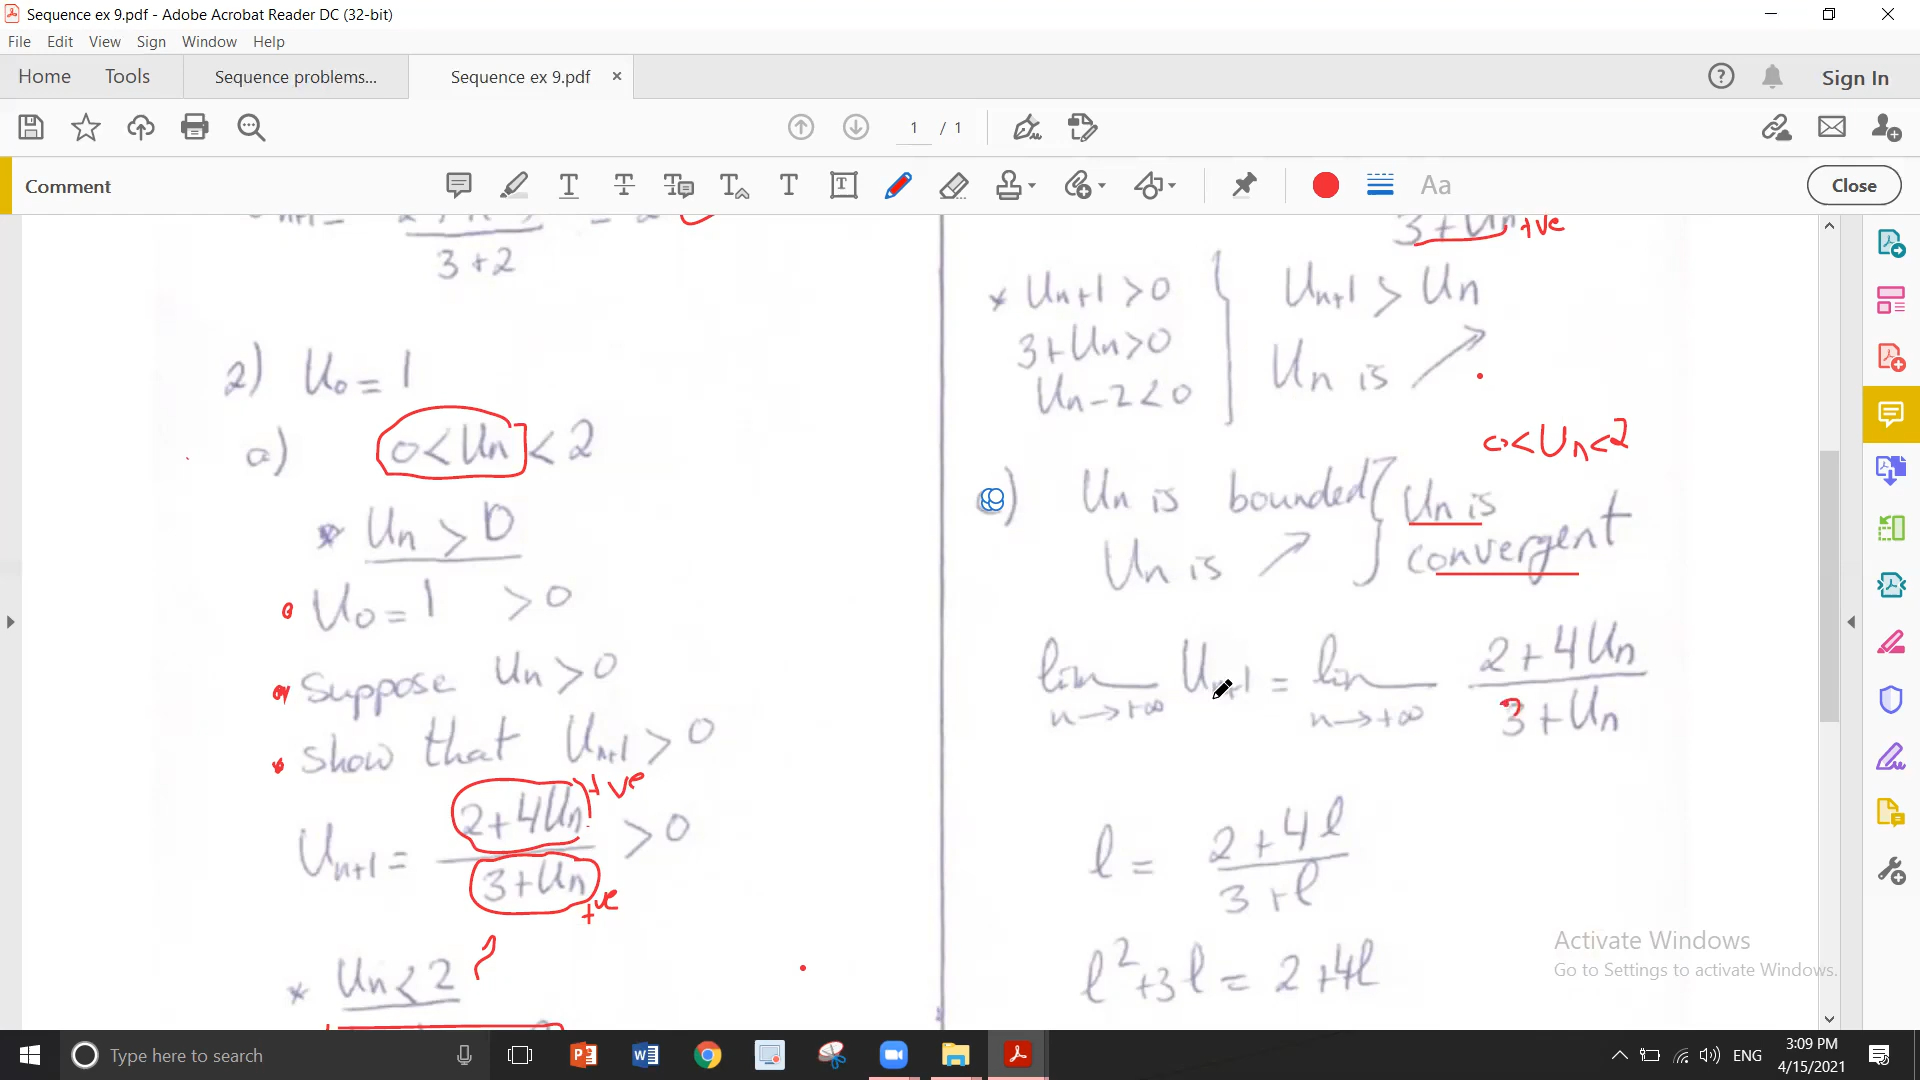 Sequence ex 9.pdf - Adobe Acrobat Reader DC (32-bit)
File Edit View Sign Window Help
Home Tools Sequence problems... Sequence ex 9.pdf ×
Sign In
1 / 1
Comment
Close
3+2
2) U0 = 1
a) 0 < Un < 2
* Un > 0
U0 = 1 > 0
Suppose Un > 0
Show that Un+1 > 0
Un+1 = 2+4Un / 3+Un > 0
+ve
+ve
* Un < 2 ?
3+Un +ve
* Un+1 > 0
3+Un > 0
Un-2 < 0
Un+1 > Un
Un is ↗
0 < Un < 2
Un is bounded
Un is ↗
Un is
convergent
lim n→+∞ Un+1 = lim n→+∞ 2+4Un / 3+Un
l = 2+4l / 3+l
l²+3l = 2+4l
Activate Windows
Go to Settings to activate Windows.
Type here to search
ENG
3:09 PM
4/15/2021